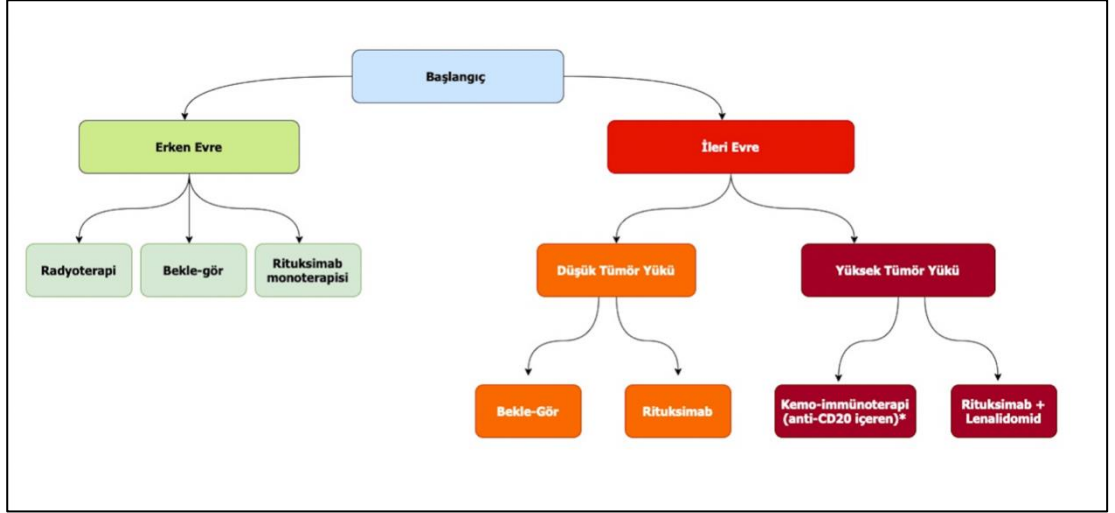 Başlangıç
Erken Evre
İleri Evre
Radyoterapi
Bekle-gör
Rituksimab
monoterapisi
Düşük Tümör Yükü
Yüksek Tümör Yükü
Bekle-Gör
Rituksimab
Kemo-immünoterapi
(anti-CD20 içeren)*
Rituksimab +
Lenalidomid